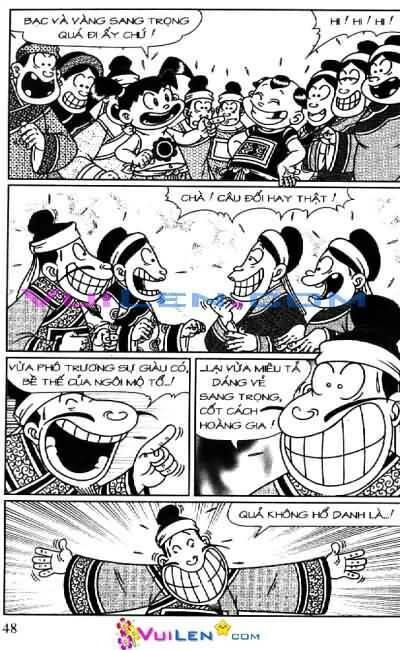 BẠC VÀ VÀNG SANG TRỌNG
QUÁ ĐI ẤY CHỨ!
HI! HI! HI!
CHÀ! CÂU ĐỐI HAY THẬT!
VUILEN.COM
VỪA PHÔ TRƯƠNG SỰ GIÀU CÓ,
BỀ THẾ CỦA NGÔI MỘ TỔ..!
..LẠI VỪA MIÊU TẢ
DÁNG VẺ
SANG TRỌNG,
CỐT CÁCH
HOÀNG GIA!
QUẢ KHÔNG HỔ DANH LÀ...!
48
VUILEN.COM